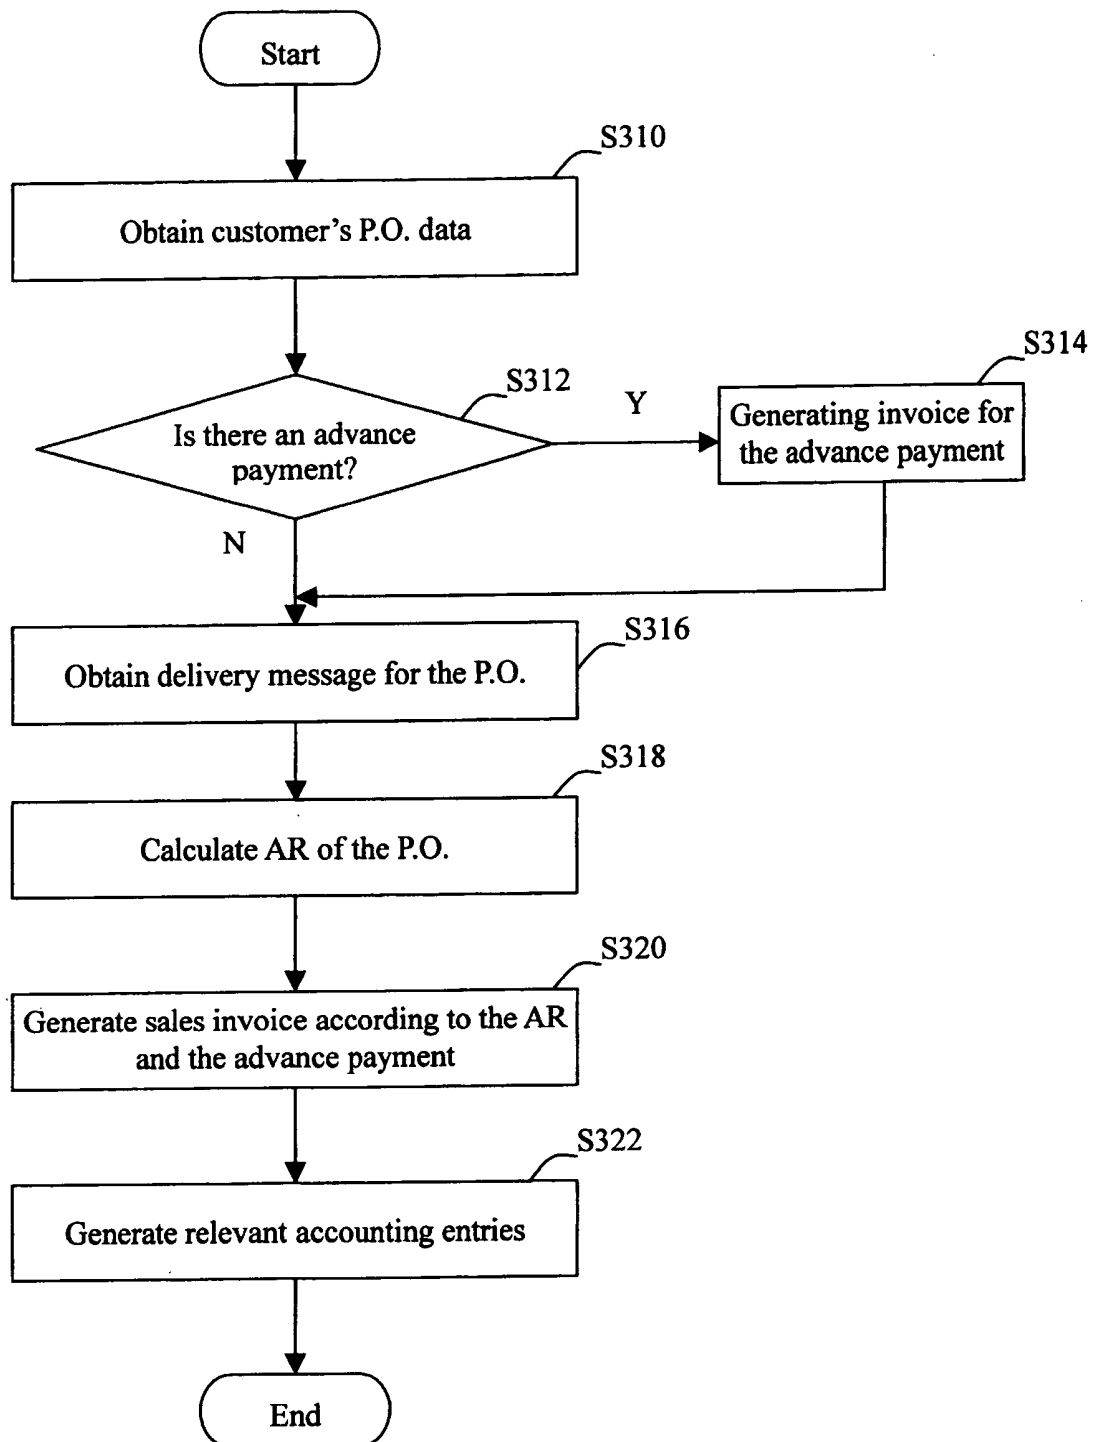 Start
S310
Obtain customer's P.O. data
S312
Is there an advance
payment?
Y
S314
Generating invoice for
the advance payment
N
S316
Obtain delivery message for the P.O.
S318
Calculate AR of the P.O.
S320
Generate sales invoice according to the AR
and the advance payment
S322
Generate relevant accounting entries
End